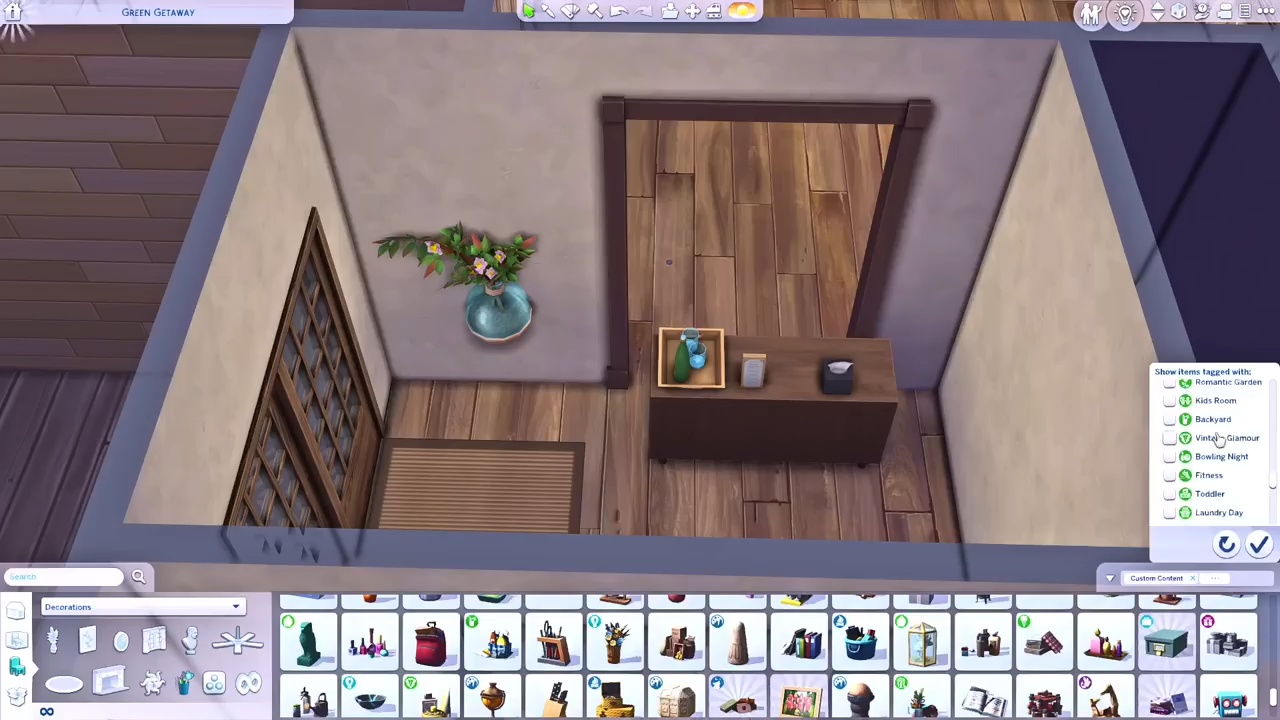 GREEN GETAWAY
Show items tagged with:
Romantic Garden
Kids Room
Backyard
Vintage Glamour
Bowling Night
Fitness
Toddler
Laundry Day
Search
Custom Content
Decorations